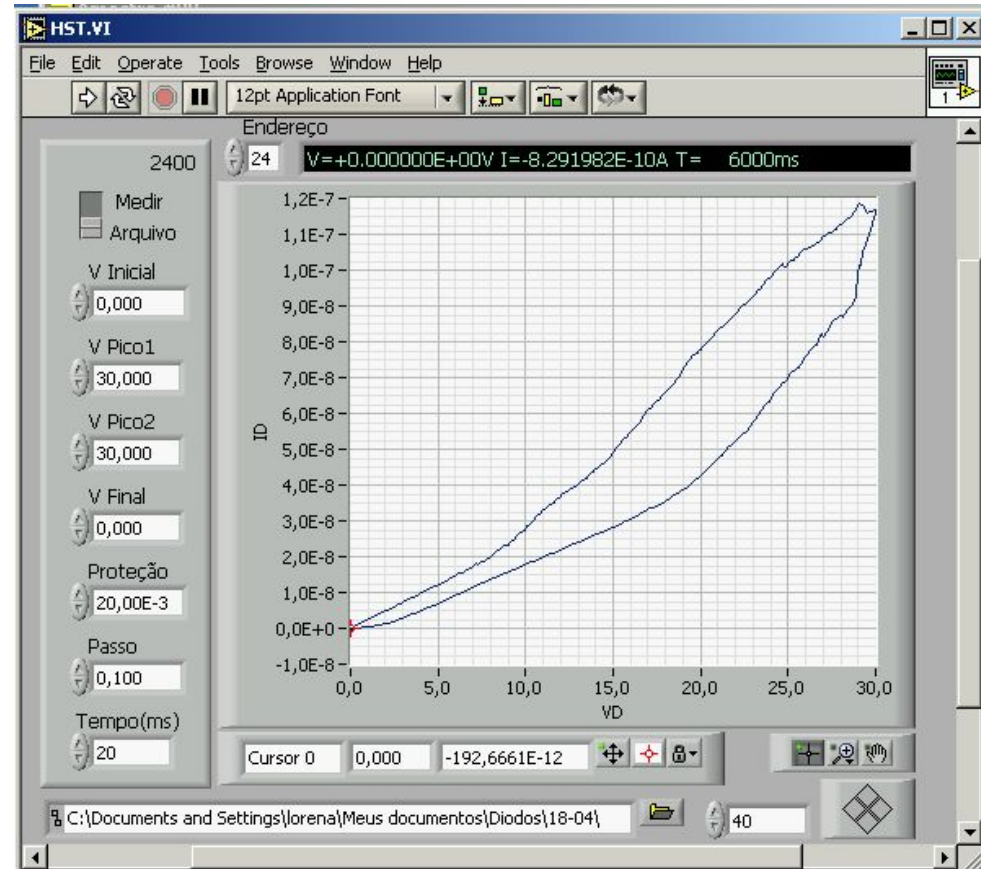 HST.VI
File Edit Operate Tools Browse Window Help
12pt Application Font
1
2400
Medir
Arquivo
V Inicial
0,000
V Pico1
30,000
V Pico2
30,000
V Final
0,000
Proteção
20,00E-3
Passo
0,100
Tempo(ms)
20
Endereço
24
V=+0.000000E+00V I=-8.291982E-10A T= 6000ms
1,2E-7
1,1E-7
1,0E-7
9,0E-8
8,0E-8
7,0E-8
6,0E-8
5,0E-8
4,0E-8
3,0E-8
2,0E-8
1,0E-8
0,0E+0
-1,0E-8
ID
0,0 5,0 10,0 15,0 20,0 25,0 30,0
VD
Cursor 0 0,000 -192,6661E-12
C:\Documents and Settings\lorena\Meus documentos\Diodos\18-04\
40